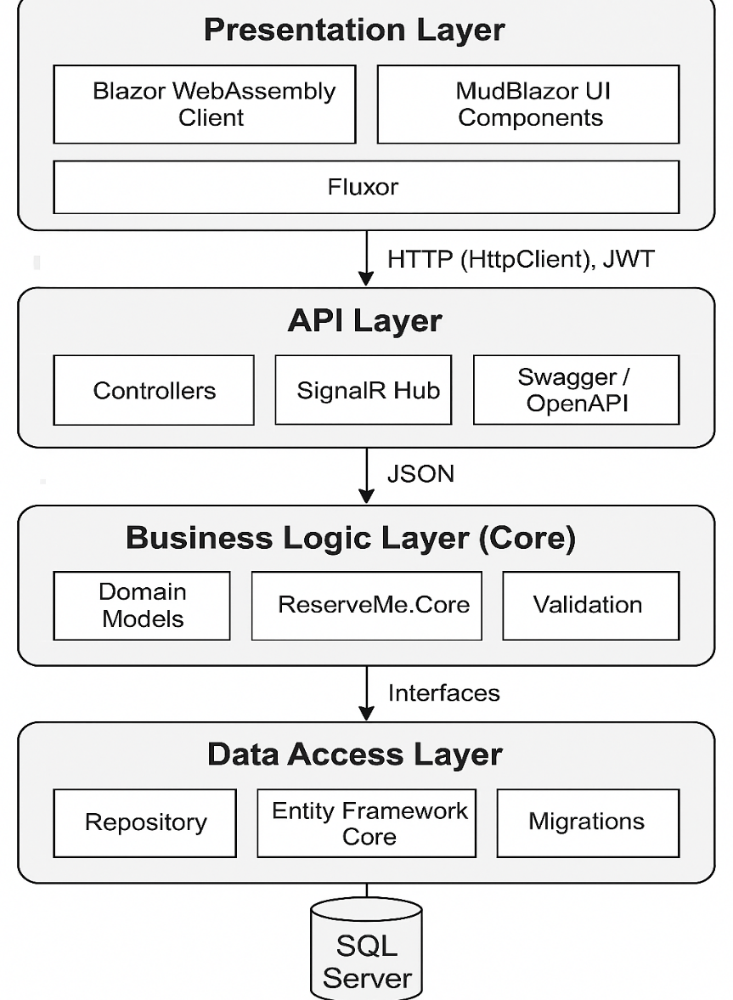 Presentation Layer
Blazor WebAssembly
Client
MudBlazor UI
Components
Fluxor
HTTP (HttpClient), JWT
API Layer
Controllers
SignalR Hub
Swagger /
OpenAPI
JSON
Business Logic Layer (Core)
Domain
Models
ReserveMe.Core
Validation
Interfaces
Data Access Layer
Repository
Entity Framework
Core
Migrations
SQL
Server